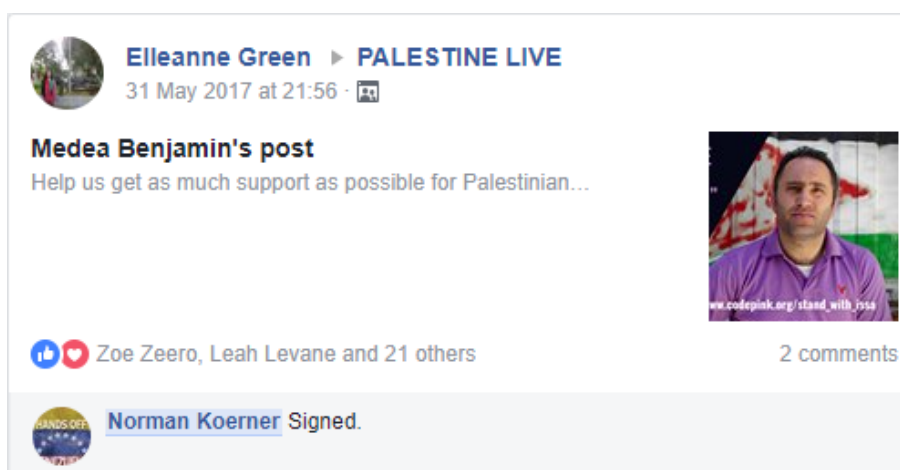 Elleanne Green ▸ PALESTINE LIVE
31 May 2017 at 21:56 ·
Medea Benjamin's post
Help us get as much support as possible for Palestinian...
ww.codepink.org/stand_with_issa
Zoe Zeero, Leah Levane and 21 others
2 comments
HANDS OFF
Norman Koerner Signed.